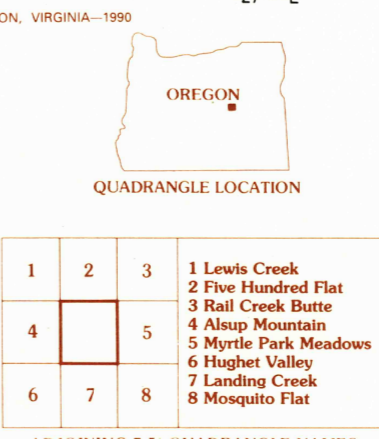 ON, VIRGINIA—1990
OREGON
QUADRANGLE LOCATION
1 2 3
4 5
6 7 8
1 Lewis Creek
2 Five Hundred Flat
3 Rail Creek Butte
4 Alsup Mountain
5 Myrtle Park Meadows
6 Hughet Valley
7 Landing Creek
8 Mosquito Flat